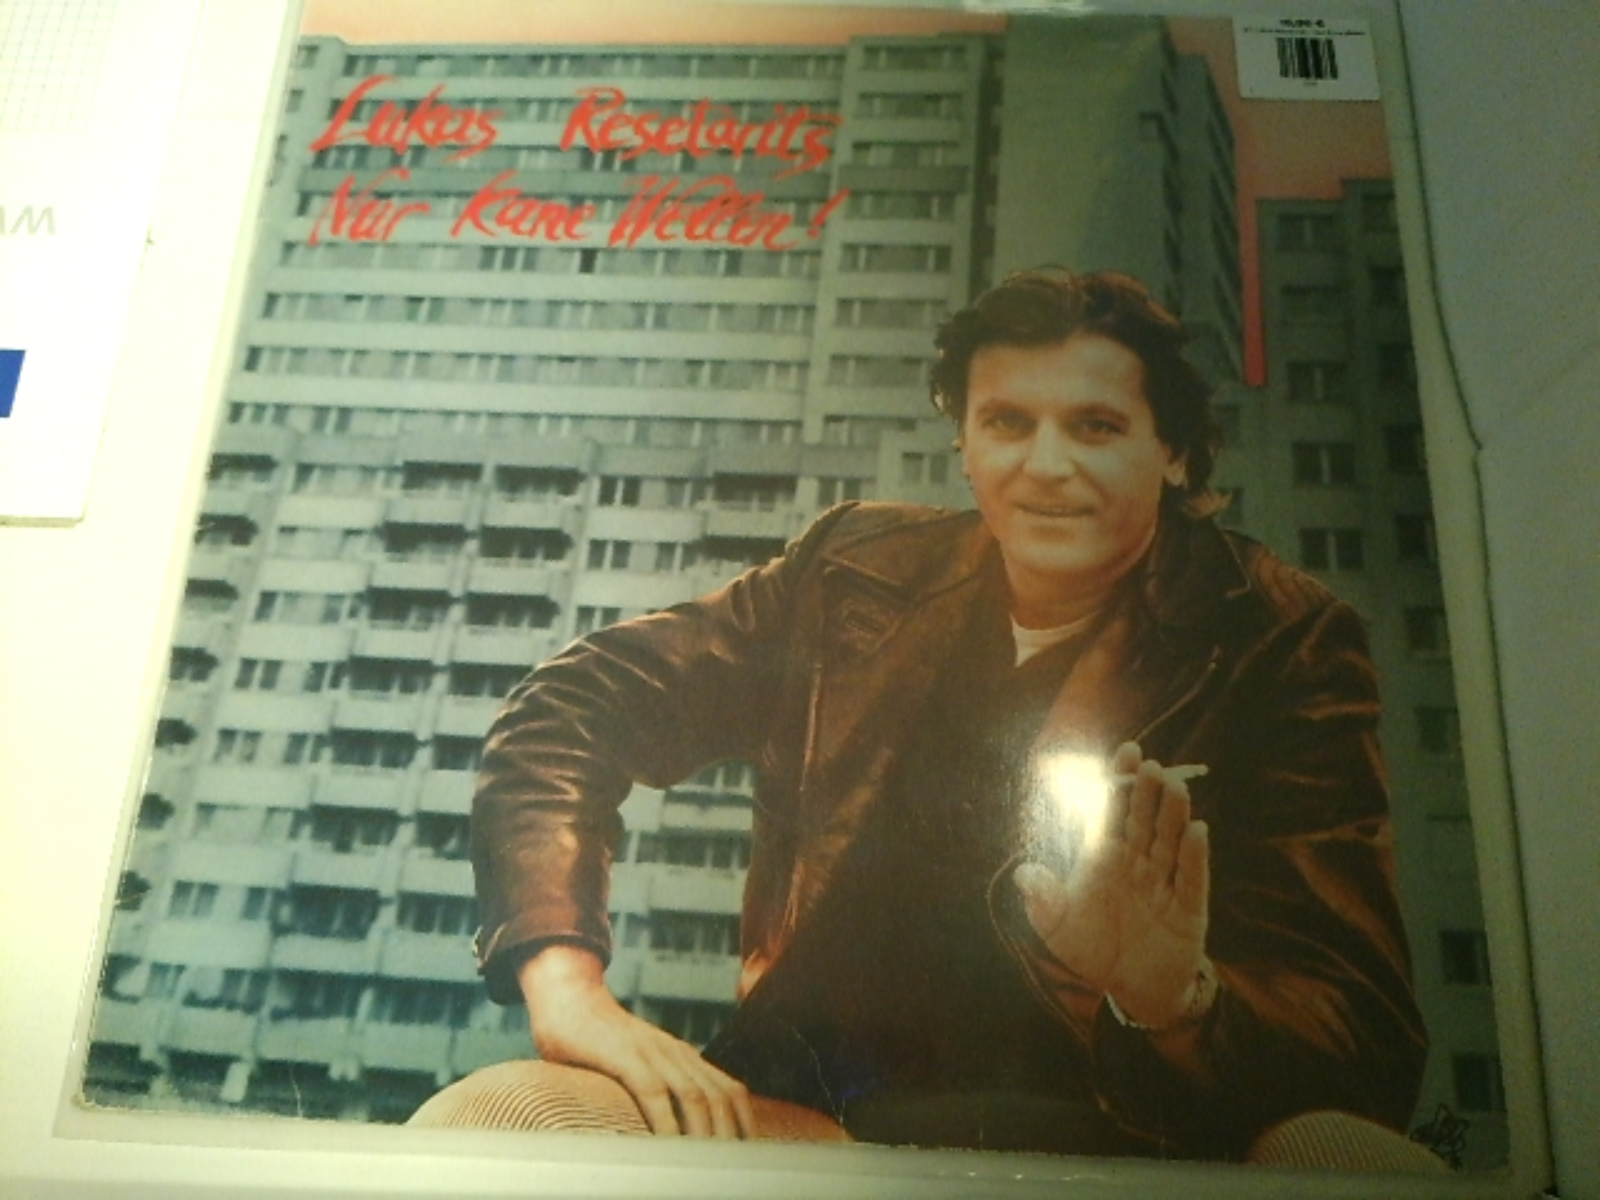 Lukas Resetarits
Nur kane Wellen!